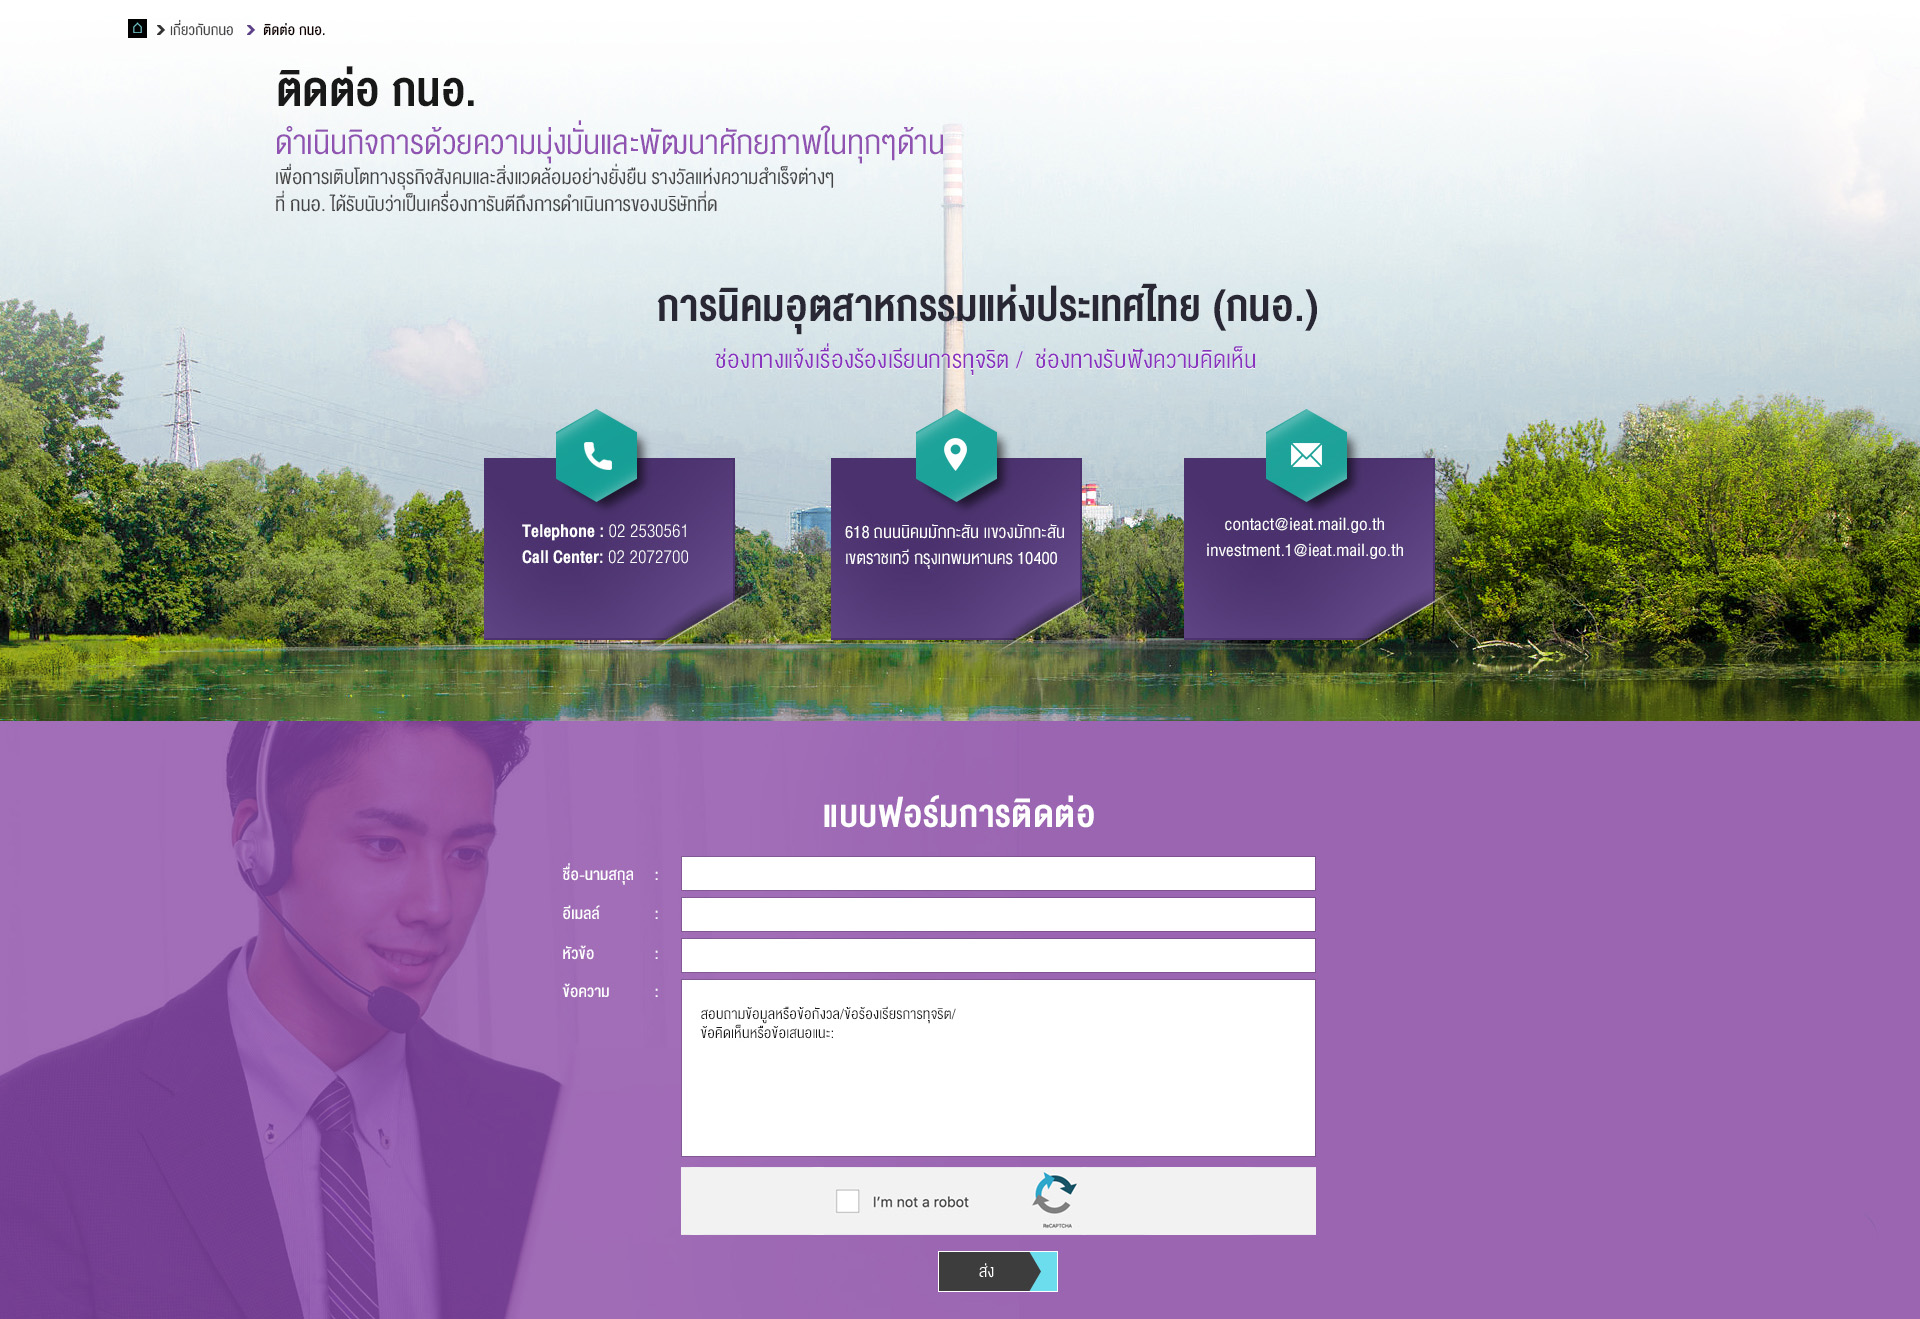 เกี่ยวกับกนอ
ติดต่อ กนอ.
ติดต่อ กนอ.
ดำเนินกิจการด้วยความมุ่งมั่นและพัฒนาศักยภาพในทุกๆด้าน
เพื่อการเติบโตทางธุรกิจสังคมและสิ่งแวดล้อมอย่างยั่งยืน รางวัลแห่งความสำเร็จต่างๆ
ที่ กนอ. ได้รับนับว่าเป็นเครื่องการันตีถึงการดำเนินการของบริษัทที่ด
การนิคมอุตสาหกรรมแห่งประเทศไทย (กนอ.)
ช่องทางแจ้งเรื่องร้องเรียนการทุจริต / ช่องทางรับฟังความคิดเห็น
Telephone : 02 2530561
Call Center: 02 2072700
618 ถนนนิคมมักกะสัน แขวงมักกะสัน
เขตราชเทวี กรุงเทพมหานคร 10400
contact@ieat.mail.go.th
investment.1@ieat.mail.go.th
แบบฟอร์มการติดต่อ
ชื่อ-นามสกุล :
อีเมลล์ :
หัวข้อ :
ข้อความ :
สอบถามข้อมูลหรือข้อกังวล/ข้อร้องเรียรการทุจริต/
ข้อคิดเห็นหรือข้อเสนอแนะ:
I'm not a robot
ReCAPTCHA
ส่ง